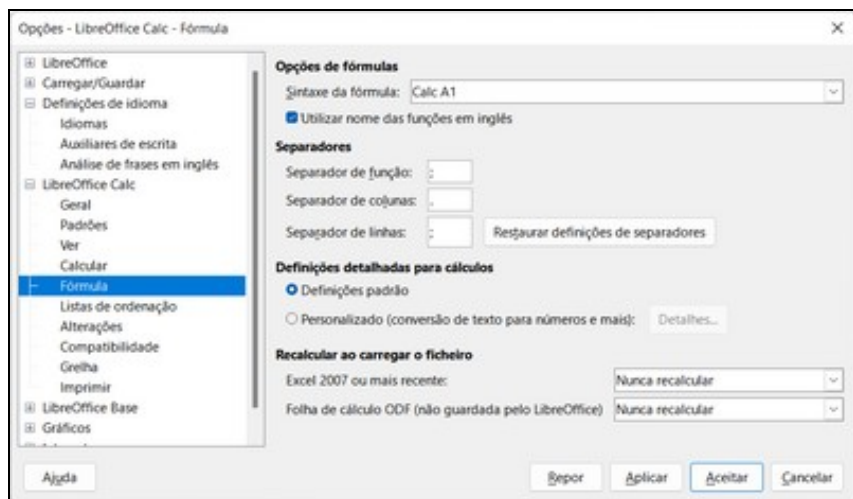 Opções - LibreOffice Calc - Fórmula
LibreOffice
Carregar/Guardar
Definições de idioma
Idiomas
Auxiliares de escrita
Análise de frases em inglês
LibreOffice Calc
Geral
Padrões
Ver
Calcular
Fórmula
Listas de ordenação
Alterações
Compatibilidade
Grelha
Imprimir
LibreOffice Base
Gráficos
Opções de fórmulas
Sintaxe da fórmula: Calc A1
Utilizar nome das funções em inglês
Separadores
Separador de função: ;
Separador de colunas: .
Separador de linhas: ; Restaurar definições de separadores
Definições detalhadas para cálculos
Definições padrão
Personalizado (conversão de texto para números e mais): Detalhes...
Recalcular ao carregar o ficheiro
Excel 2007 ou mais recente: Nunca recalcular
Folha de cálculo ODF (não guardada pelo LibreOffice) Nunca recalcular
Ajuda Repor Aplicar Aceitar Cancelar